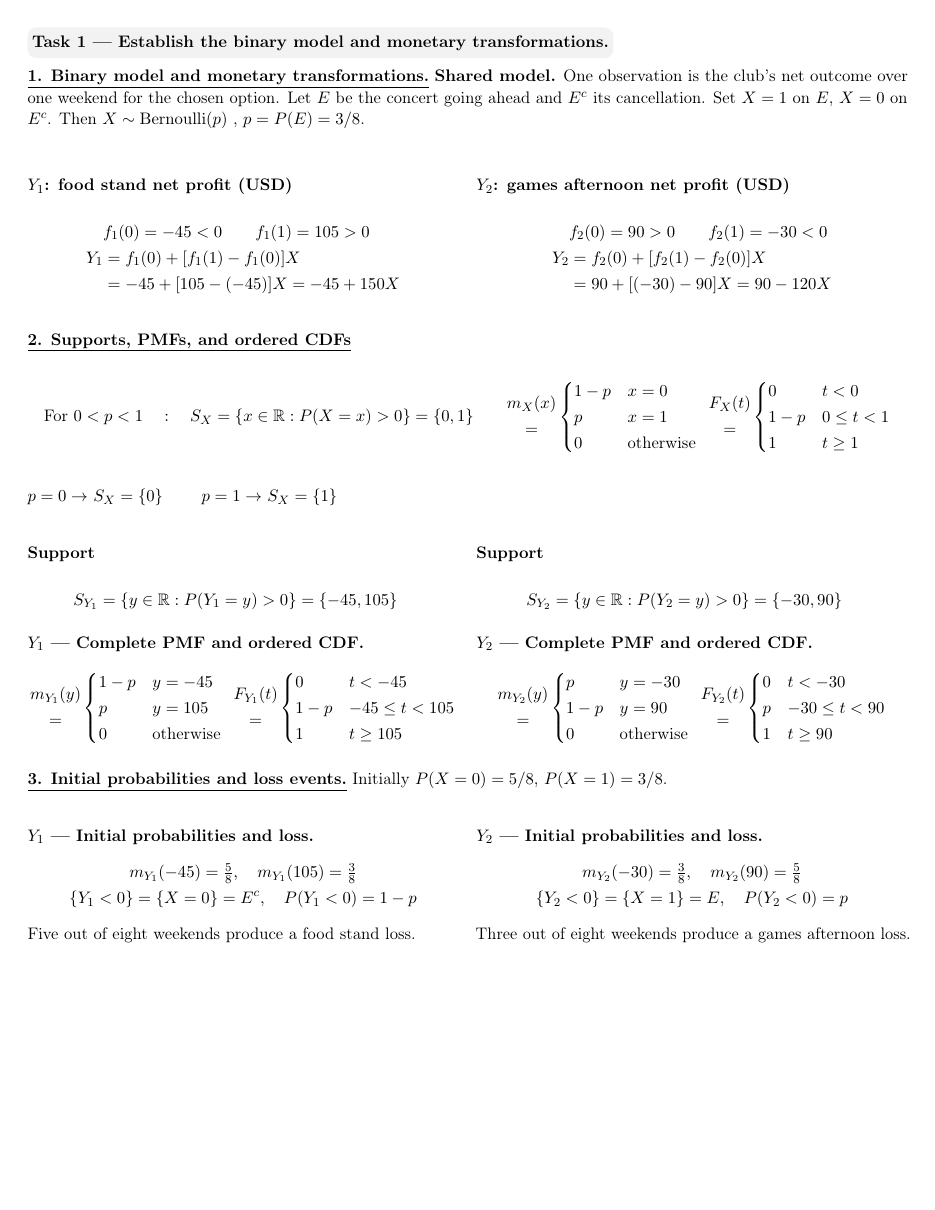 Task 1 — Establish the binary model and monetary transformations.
1. Binary model and monetary transformations. Shared model. One observation is the club's net outcome over
one weekend for the chosen option. Let E be the concert going ahead and E^c its cancellation. Set X = 1 on E, X = 0 on
E^c. Then X ∼ Bernoulli(p) , p = P(E) = 3/8.
Y₁: food stand net profit (USD)
f₁(0) = −45 < 0 f₁(1) = 105 > 0
Y₁ = f₁(0) + [f₁(1) − f₁(0)]X
= −45 + [105 − (−45)]X = −45 + 150X
Y₂: games afternoon net profit (USD)
f₂(0) = 90 > 0 f₂(1) = −30 < 0
Y₂ = f₂(0) + [f₂(1) − f₂(0)]X
= 90 + [(−30) − 90]X = 90 − 120X
2. Supports, PMFs, and ordered CDFs
For 0 < p < 1 : S_X = {x ∈ ℝ : P(X = x) > 0} = {0, 1}
m_X(x) = { 1 − p x = 0
p x = 1
0 otherwise
F_X(t) = { 0 t < 0
1 − p 0 ≤ t < 1
1 t ≥ 1
p = 0 → S_X = {0} p = 1 → S_X = {1}
Support
S_{Y₁} = {y ∈ ℝ : P(Y₁ = y) > 0} = {−45, 105}
Y₁ — Complete PMF and ordered CDF.
m_{Y₁}(y) = { 1 − p y = −45
p y = 105
0 otherwise
F_{Y₁}(t) = { 0 t < −45
1 − p −45 ≤ t < 105
1 t ≥ 105
Support
S_{Y₂} = {y ∈ ℝ : P(Y₂ = y) > 0} = {−30, 90}
Y₂ — Complete PMF and ordered CDF.
m_{Y₂}(y) = { p y = −30
1 − p y = 90
0 otherwise
F_{Y₂}(t) = { 0 t < −30
p −30 ≤ t < 90
1 t ≥ 90
3. Initial probabilities and loss events. Initially P(X = 0) = 5/8, P(X = 1) = 3/8.
Y₁ — Initial probabilities and loss.
m_{Y₁}(−45) = 5/8, m_{Y₁}(105) = 3/8
{Y₁ < 0} = {X = 0} = E^c, P(Y₁ < 0) = 1 − p
Five out of eight weekends produce a food stand loss.
Y₂ — Initial probabilities and loss.
m_{Y₂}(−30) = 3/8, m_{Y₂}(90) = 5/8
{Y₂ < 0} = {X = 1} = E, P(Y₂ < 0) = p
Three out of eight weekends produce a games afternoon loss.